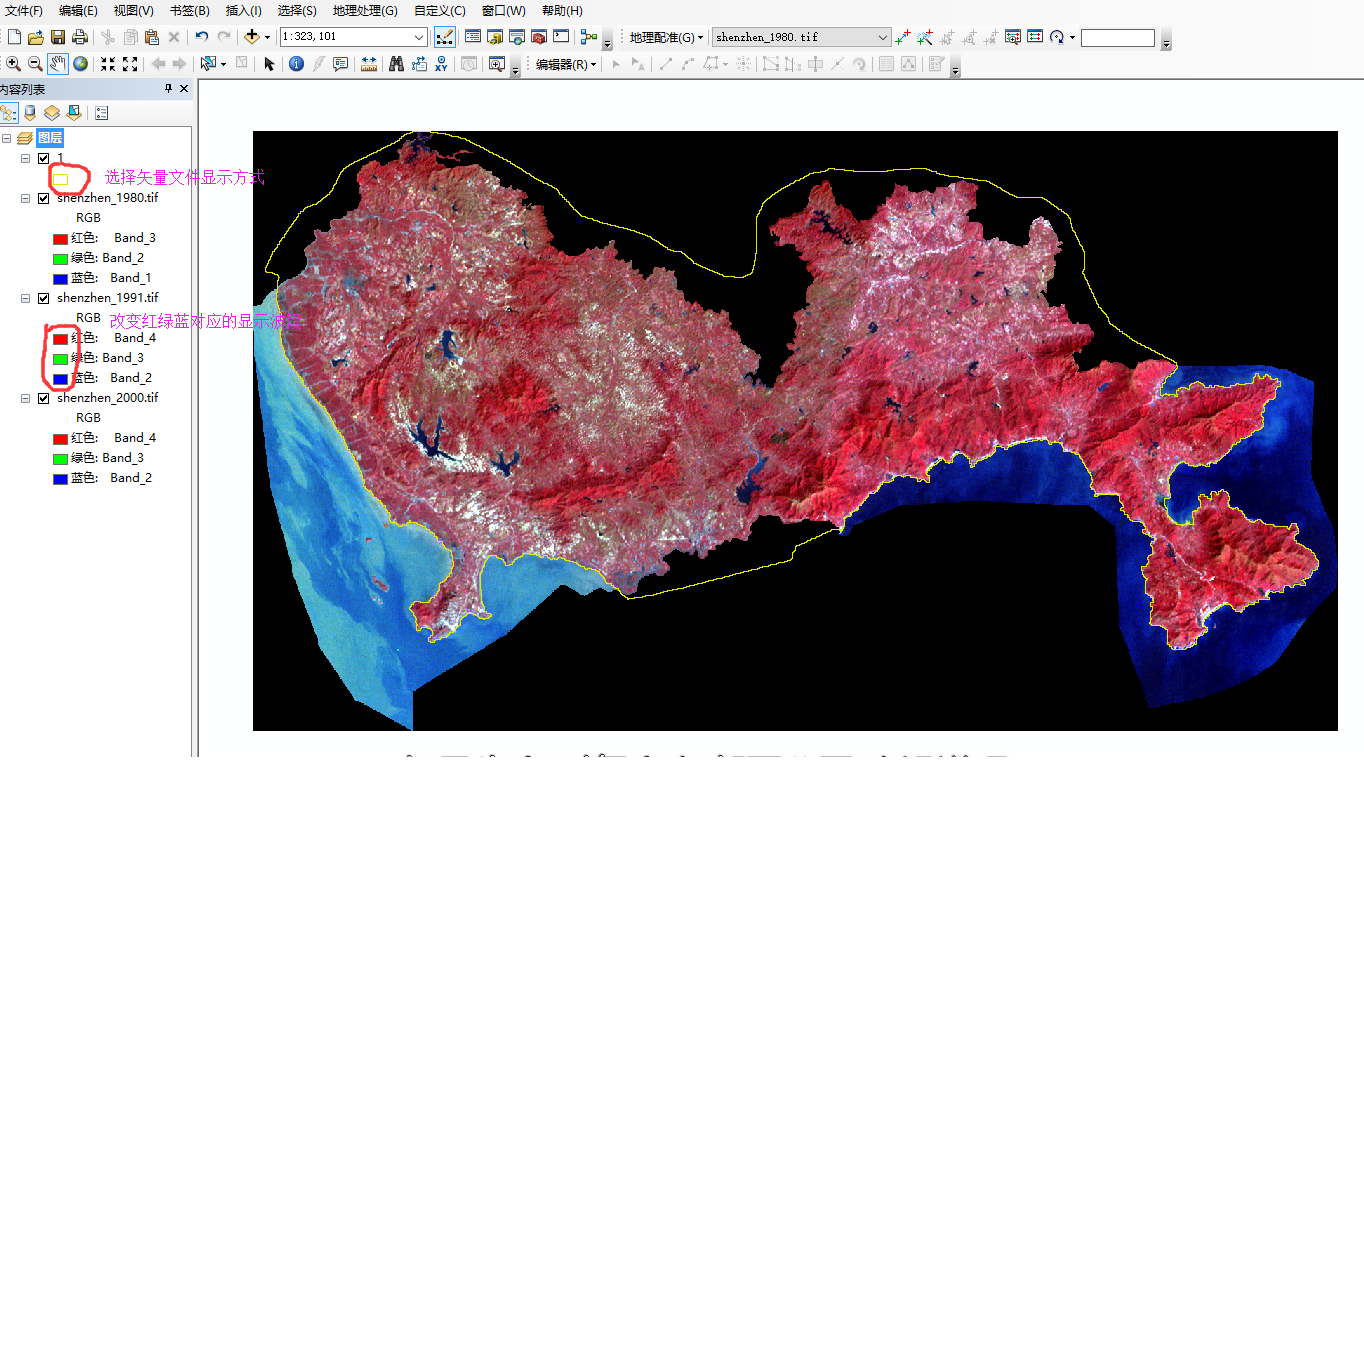 文件(F) 编辑(E) 视图(V) 书签(B) 插入(I) 选择(S) 地理处理(G) 自定义(C) 窗口(W) 帮助(H)
1:323,101 地理配准(G) shenzhen_1980.tif
编辑器(R)
内容列表
图层
1
选择矢量文件显示方式
shenzhen_1980.tif
RGB
红色: Band_3
绿色: Band_2
蓝色: Band_1
shenzhen_1991.tif
RGB 改变红绿蓝对应的显示波段
红色: Band_4
绿色: Band_3
蓝色: Band_2
shenzhen_2000.tif
RGB
红色: Band_4
绿色: Band_3
蓝色: Band_2